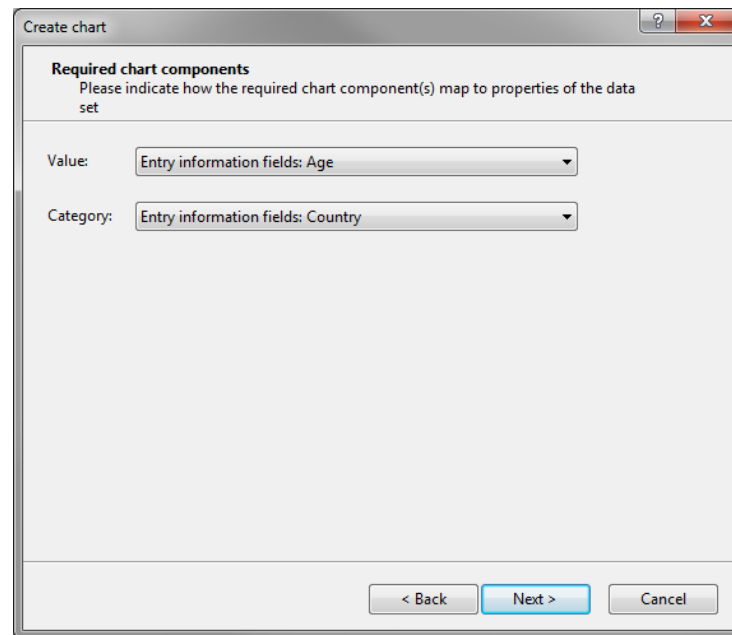 Create chart
?
Required chart components
Please indicate how the required chart component(s) map to properties of the data
set
Value: Entry information fields: Age
Category: Entry information fields: Country
< Back Next > Cancel